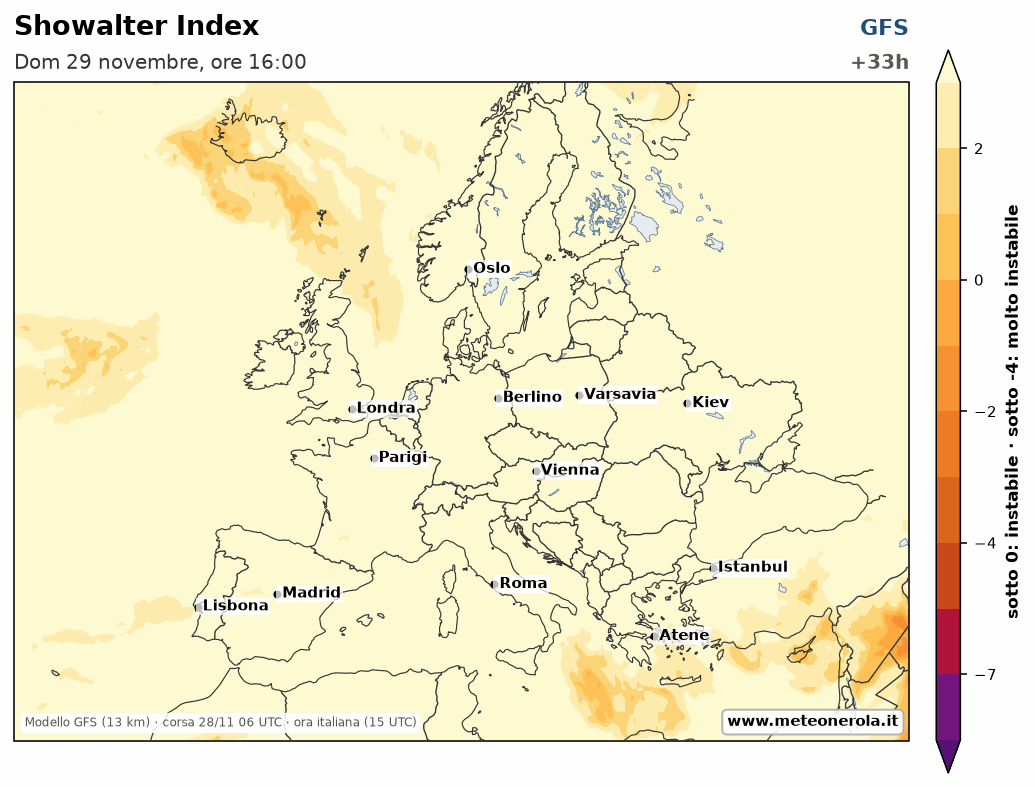 Showalter Index
GFS
Dom 29 novembre, ore 16:00
+33h
Oslo
Londra
Berlino
Varsavia
Kiev
Parigi
Vienna
Istanbul
Roma
Madrid
Lisbona
Atene
Modello GFS (13 km) · corsa 28/11 06 UTC · ora italiana (15 UTC)
www.meteonerola.it
2
0
−2
−4
−7
sotto 0: instabile · sotto -4: molto instabile